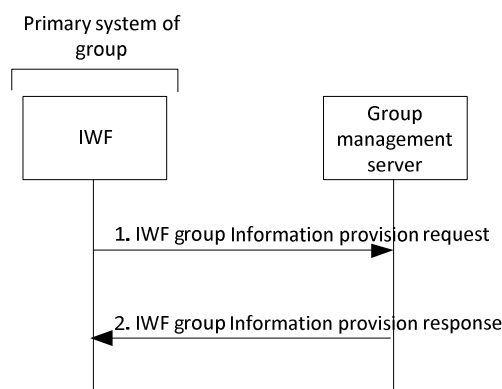 Primary system of
group
IWF
Group
management
server
1. IWF group Information provision request
2. IWF group Information provision response